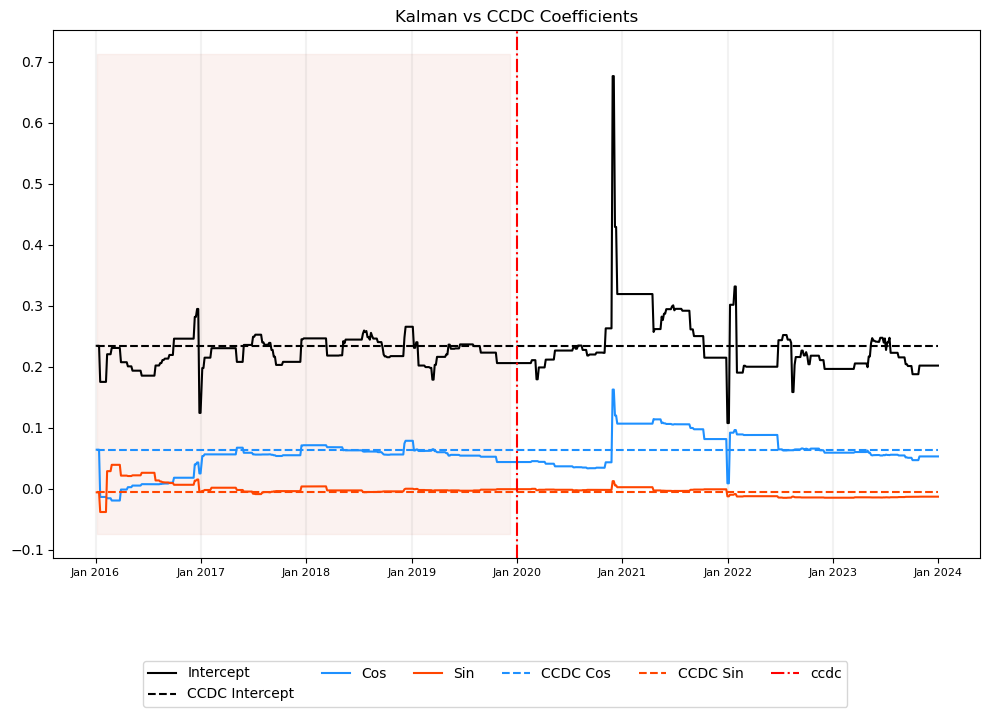 Kalman vs CCDC Coefficients
0.7
0.6
0.5
0.4
0.3
0.2
0.1
0.0
−0.1
Jan 2016 Jan 2017 Jan 2018 Jan 2019 Jan 2020 Jan 2021 Jan 2022 Jan 2023 Jan 2024
Intercept Cos Sin CCDC Cos CCDC Sin ccdc
CCDC Intercept